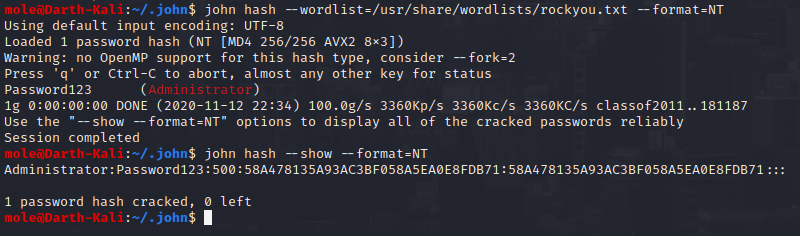 mole@Darth-Kali:~/.john$ john hash --wordlist=/usr/share/wordlists/rockyou.txt --format=NT
Using default input encoding: UTF-8
Loaded 1 password hash (NT [MD4 256/256 AVX2 8×3])
Warning: no OpenMP support for this hash type, consider --fork=2
Press 'q' or Ctrl-C to abort, almost any other key for status
Password123      (Administrator)
1g 0:00:00:00 DONE (2020-11-12 22:34) 100.0g/s 3360Kp/s 3360Kc/s 3360KC/s classof2011..181187
Use the "--show --format=NT" options to display all of the cracked passwords reliably
Session completed
mole@Darth-Kali:~/.john$ john hash --show --format=NT
Administrator:Password123:500:58A478135A93AC3BF058A5EA0E8FDB71:58A478135A93AC3BF058A5EA0E8FDB71:::
1 password hash cracked, 0 left
mole@Darth-Kali:~/.john$